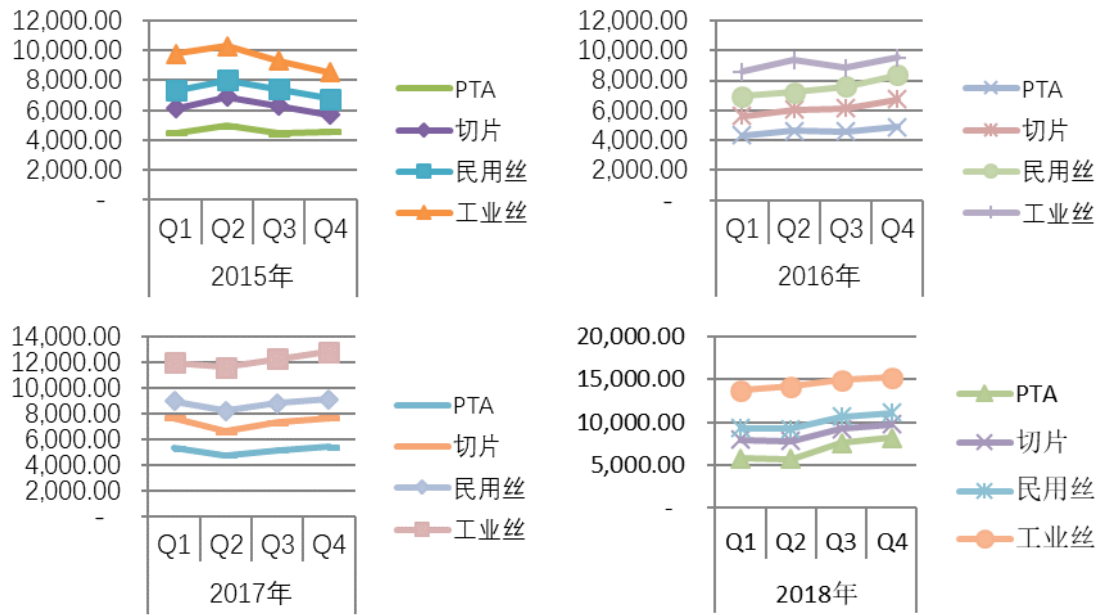 12,000.00
10,000.00
8,000.00
6,000.00
4,000.00
2,000.00
-
Q1 Q2 Q3 Q4
2015年
PTA
切片
民用丝
工业丝
12,000.00
10,000.00
8,000.00
6,000.00
4,000.00
2,000.00
-
Q1 Q2 Q3 Q4
2016年
PTA
切片
民用丝
工业丝
14,000.00
12,000.00
10,000.00
8,000.00
6,000.00
4,000.00
2,000.00
-
Q1 Q2 Q3 Q4
2017年
PTA
切片
民用丝
工业丝
20,000.00
15,000.00
10,000.00
5,000.00
-
Q1 Q2 Q3 Q4
2018年
PTA
切片
民用丝
工业丝